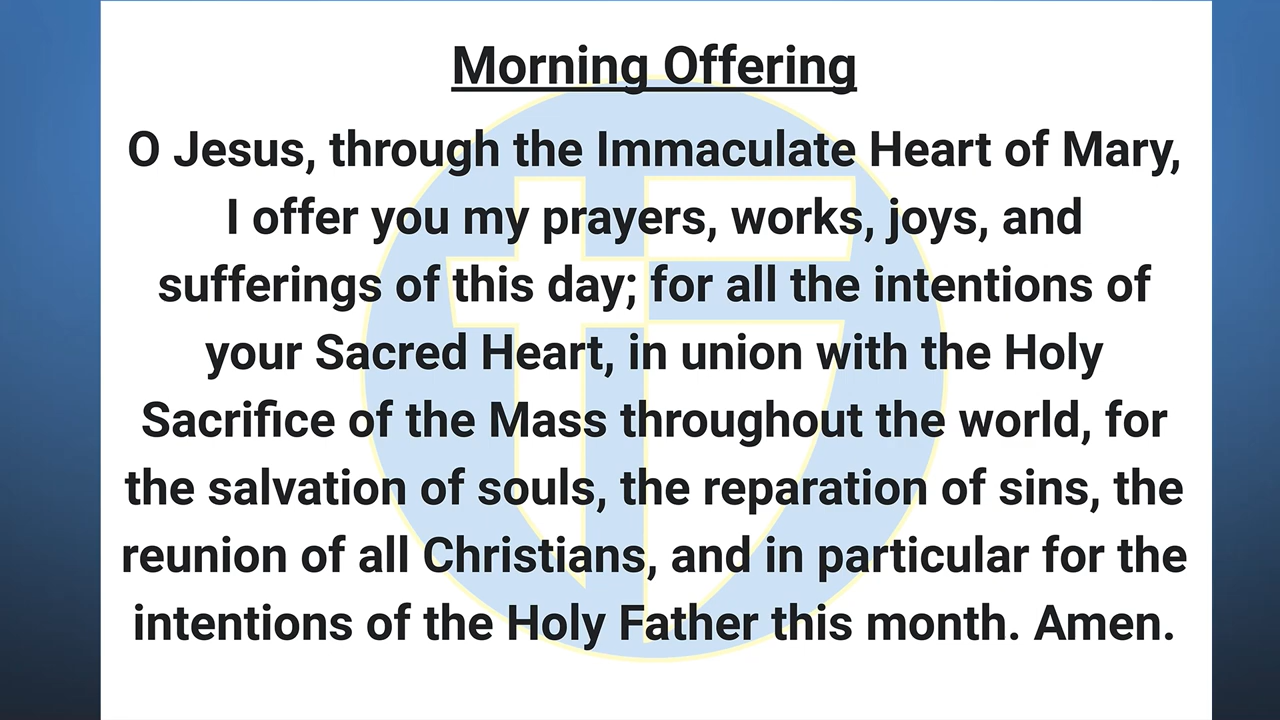 Morning Offering
O Jesus, through the Immaculate Heart of Mary,
I offer you my prayers, works, joys, and
sufferings of this day; for all the intentions of
your Sacred Heart, in union with the Holy
Sacrifice of the Mass throughout the world, for
the salvation of souls, the reparation of sins, the
reunion of all Christians, and in particular for the
intentions of the Holy Father this month. Amen.